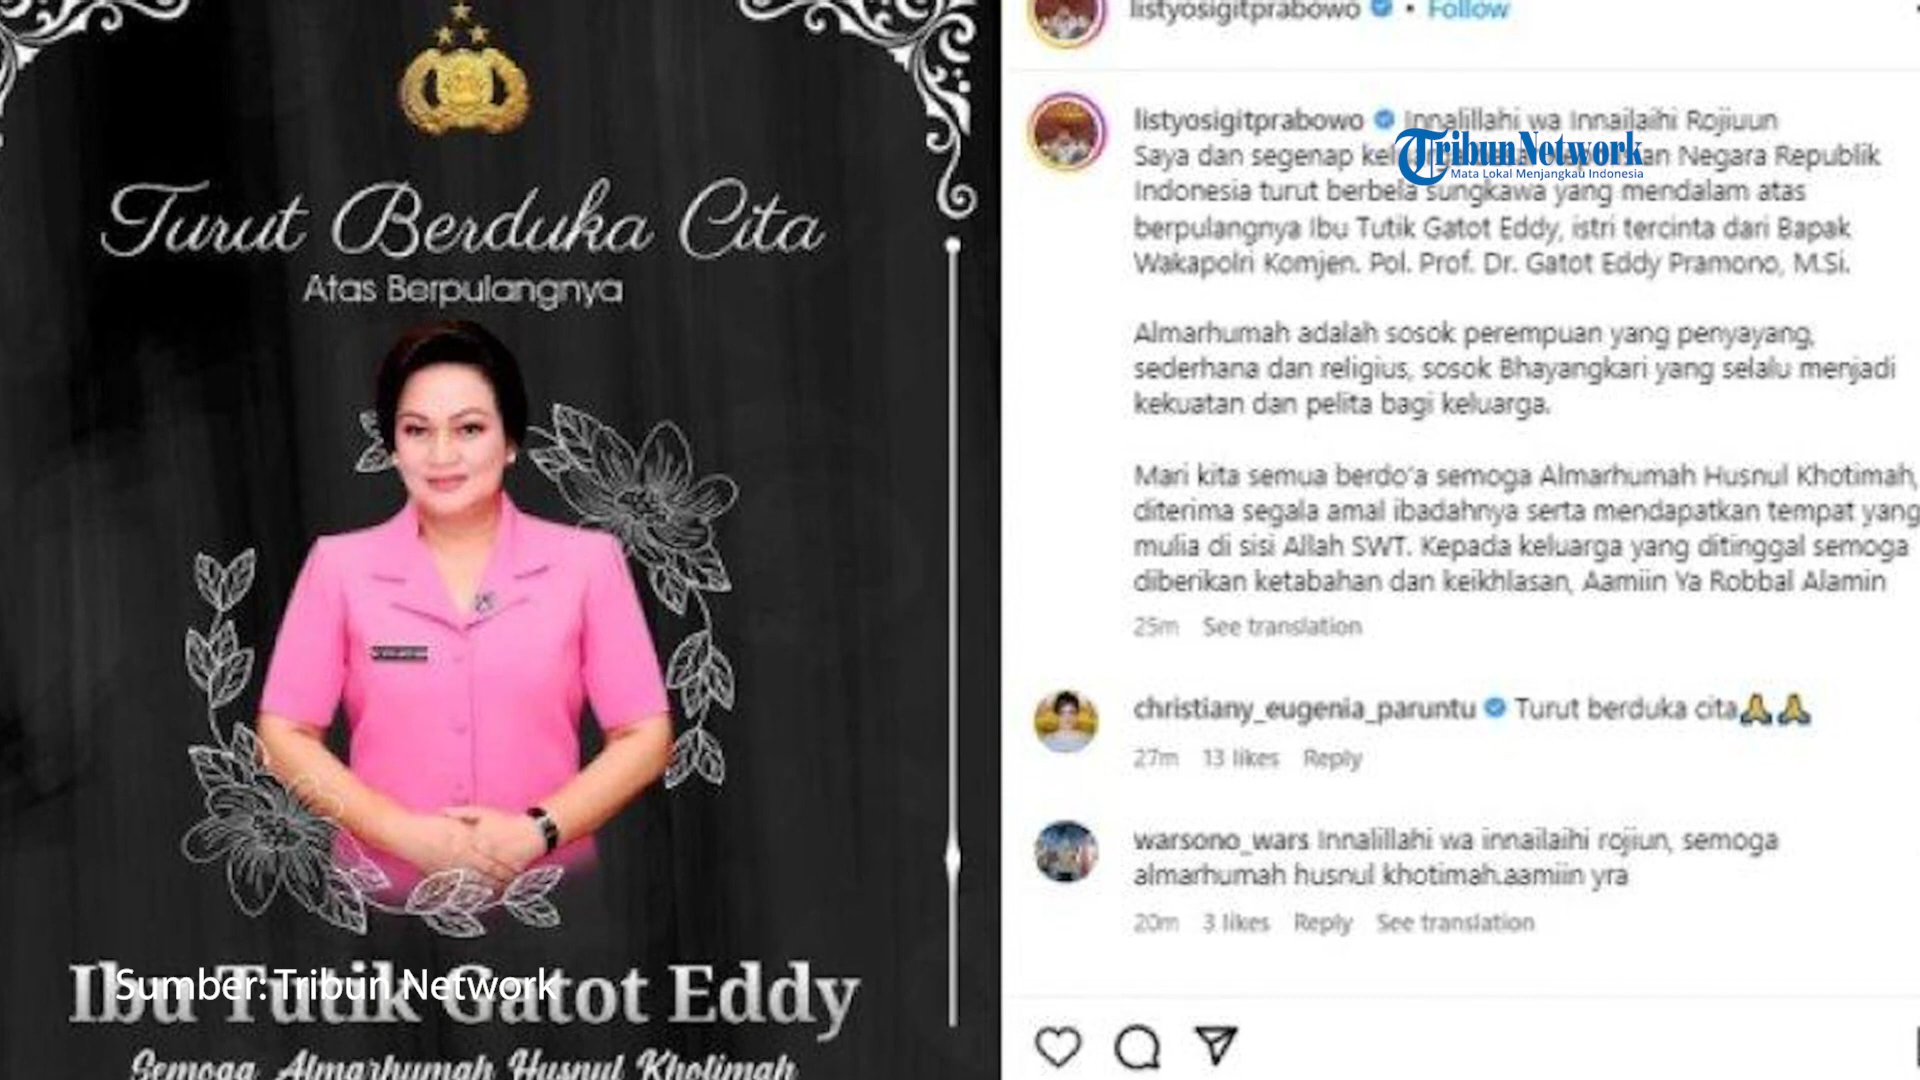 Turut Berduka Cita
Atas Berpulangnya
Ibu Tutik Gatot Eddy
Sumber: Tribun Network
Semoga Almarhumah Husnul Khotimah
listyosigitprabowo • Follow
listyosigitprabowo Innalillahi wa Innailaihi Rojiuun
Saya dan segenap an Negara Republik
TribunNetwork
Mata Lokal Menjangkau Indonesia
Indonesia turut berbela sungkawa yang mendalam atas
berpulangnya Ibu Tutik Gatot Eddy, istri tercinta dari Bapak
Wakapolri Komjen. Pol. Prof. Dr. Gatot Eddy Pramono, M.Si.
Almarhumah adalah sosok perempuan yang penyayang,
sederhana dan religius, sosok Bhayangkari yang selalu menjadi
kekuatan dan pelita bagi keluarga.
Mari kita semua berdo'a semoga Almarhumah Husnul Khotimah,
diterima segala amal ibadahnya serta mendapatkan tempat yang
mulia di sisi Allah SWT. Kepada keluarga yang ditinggal semoga
diberikan ketabahan dan keikhlasan, Aamiin Ya Robbal Alamin
25m See translation
christiany_eugenia_paruntu Turut berduka cita🙏🙏
27m 13 likes Reply
warsono_wars Innalillahi wa innailaihi rojiun, semoga
almarhumah husnul khotimah.aamiin yra
20m 3 likes Reply See translation